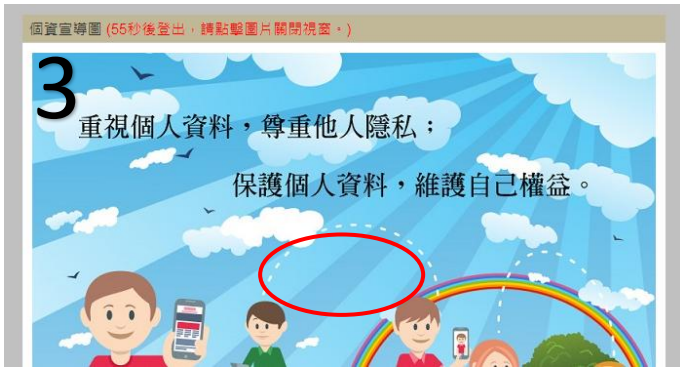 個資宣導圖 (55秒後登出，請點擊圖片關閉視窗。)
3
重視個人資料，尊重他人隱私；
保護個人資料，維護自己權益。